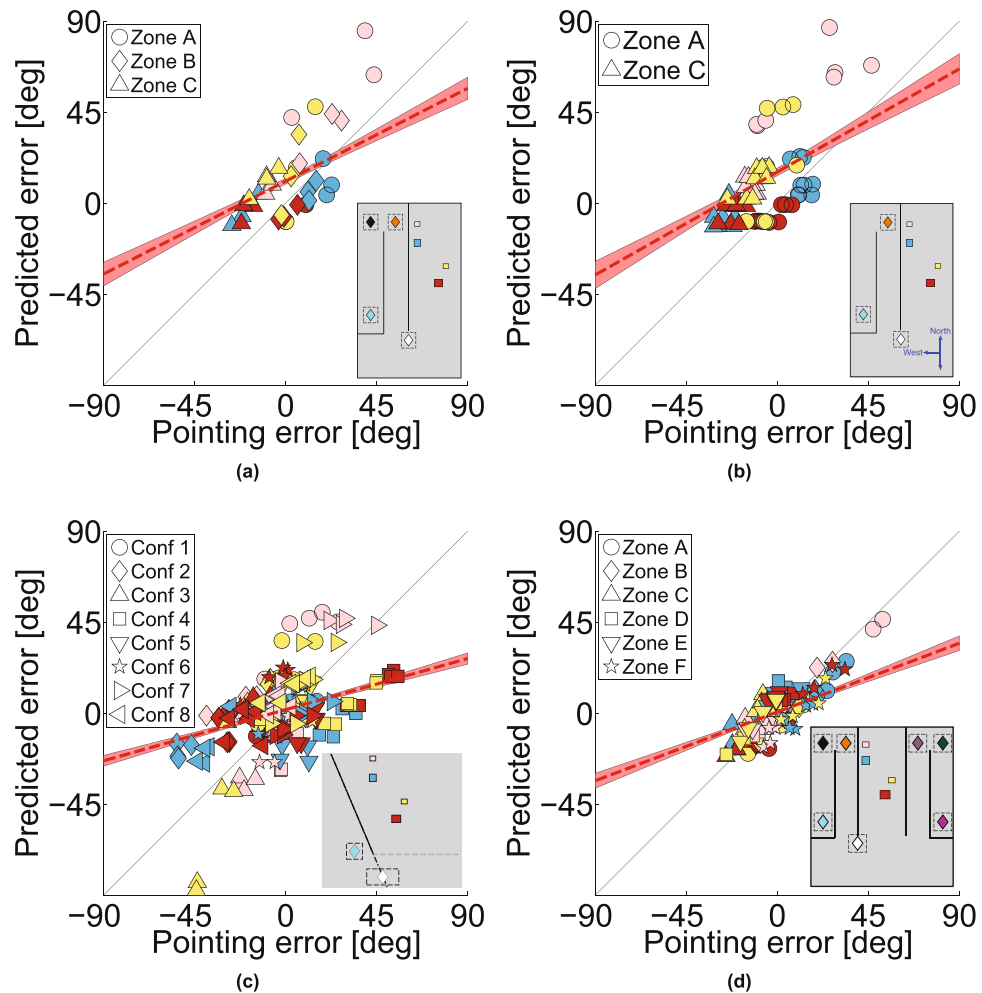 90
45
0
−45
−90
−45
0
45
90
Predicted error [deg]
Pointing error [deg]
Zone A
Zone B
Zone C
(a)
90
45
0
−45
−90
−45
0
45
90
Predicted error [deg]
Pointing error [deg]
Zone A
Zone C
North
West
(b)
90
45
0
−45
−90
−45
0
45
90
Predicted error [deg]
Pointing error [deg]
Conf 1
Conf 2
Conf 3
Conf 4
Conf 5
Conf 6
Conf 7
Conf 8
(c)
90
45
0
−45
−90
−45
0
45
90
Predicted error [deg]
Pointing error [deg]
Zone A
Zone B
Zone C
Zone D
Zone E
Zone F
(d)